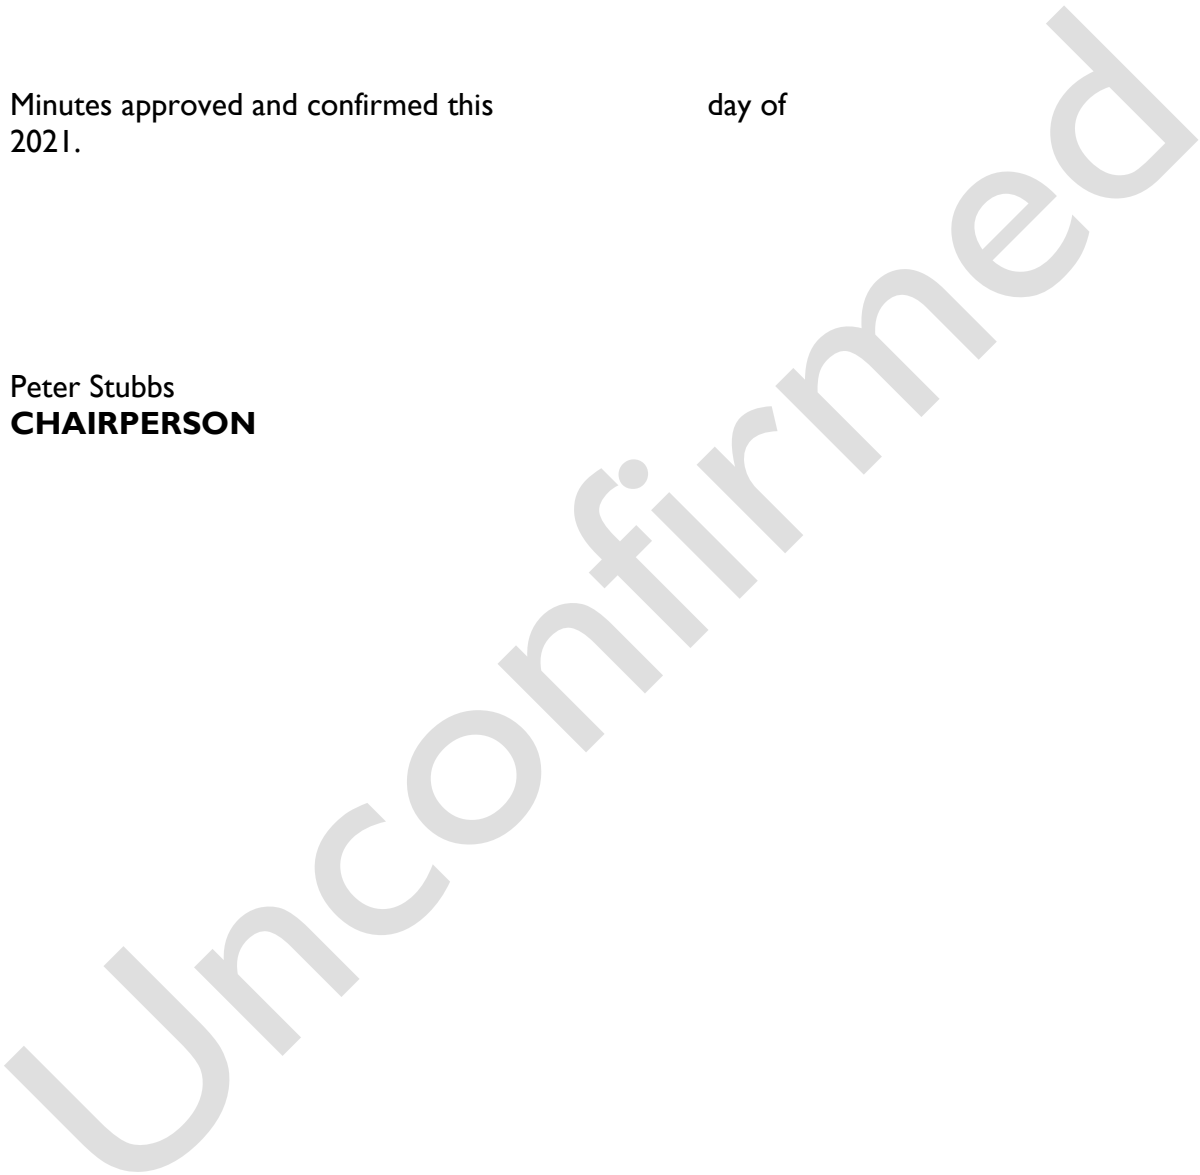 Minutes approved and confirmed this day of
2021.
Peter Stubbs
CHAIRPERSON
Unconfirmed